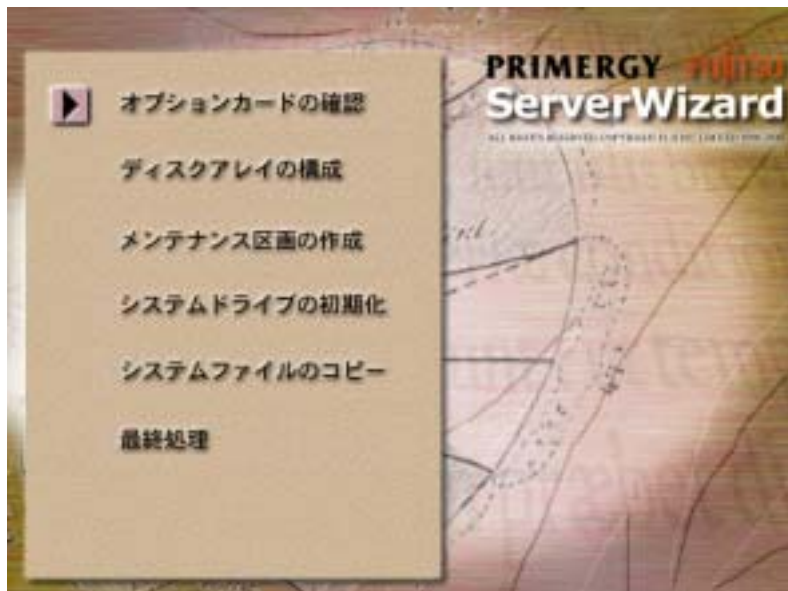 PRIMERGY FUJITSU
ServerWizard
オプションカードの確認
ディスクアレイの構成
メンテナンス区画の作成
システムドライブの初期化
システムファイルのコピー
最終処理